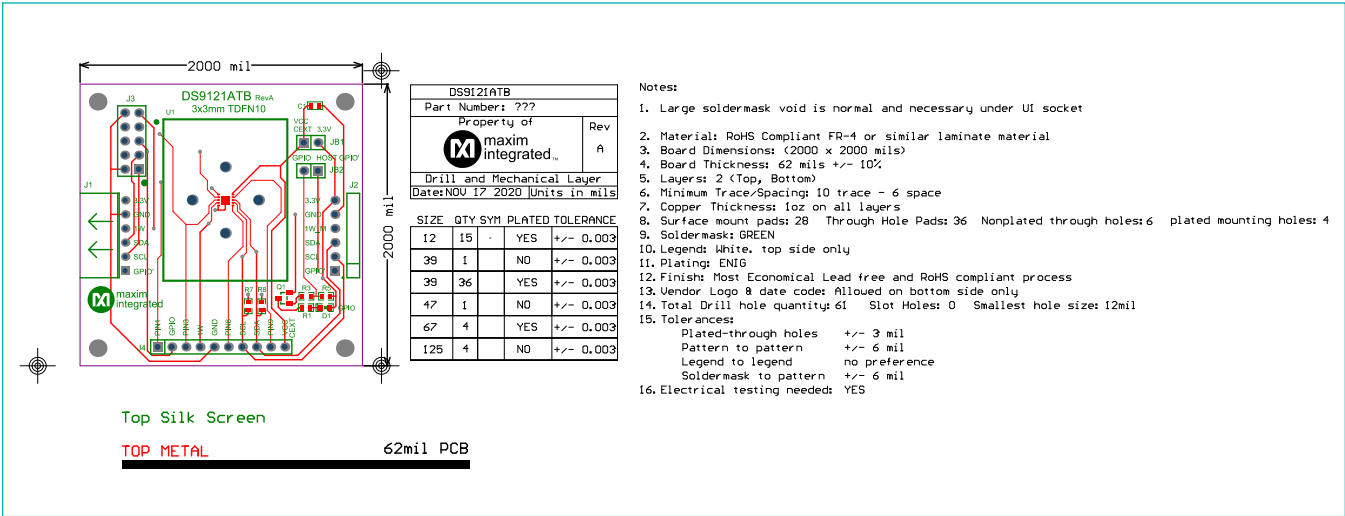 2000 mil
2000 mil
DS9121ATB RevA
3x3mm TDFN10
J3
U1
C1
VCC
CEXT 3,3V
JB1
GPIO HOST GPIO'
JB2
J1
J2
3.3V
GND
1W
SDA
SCL
GPIO'
3.3V
GND
1W_M
SDA
SCL
GPIO'
maxim
integrated
R7 R8
Q1
R3 R5
R1 D1
GPIO
J4
PIN1
GPIO
PIN3
1W
GND
PIN6
SCL
SDA
PIN9
VCC
CEXT
Top Silk Screen
TOP METAL
62mil PCB
DS9121ATB
Part Number: ???
Property of
maxim
integrated™
Rev
A
Drill and Mechanical Layer
Date:NOV 17 2020 Units in mils
SIZE QTY SYM PLATED TOLERANCE
12 15 YES +/- 0.003
39 1 NO +/- 0.003
39 36 YES +/- 0.003
47 1 NO +/- 0.003
67 4 YES +/- 0.003
125 4 NO +/- 0.003
Notes:
1. Large soldermask void is normal and necessary under U1 socket
2. Material: RoHS Compliant FR-4 or similar laminate material
3. Board Dimensions: (2000 x 2000 mils)
4. Board Thickness: 62 mils +/- 10%
5. Layers: 2 (Top, Bottom)
6. Minimum Trace/Spacing: 10 trace - 6 space
7. Copper Thickness: 1oz on all layers
8. Surface mount pads: 28 Through Hole Pads: 36 Nonplated through holes: 6 plated mounting holes: 4
9. Soldermask: GREEN
10. Legend: White. top side only
11. Plating: ENIG
12. Finish: Most Economical Lead free and RoHS compliant process
13. Vendor Logo & date code: Allowed on bottom side only
14. Total Drill hole quantity: 61 Slot Holes: 0 Smallest hole size: 12mil
15. Tolerances:
Plated-through holes +/- 3 mil
Pattern to pattern +/- 6 mil
Legend to legend no preference
Soldermask to pattern +/- 6 mil
16. Electrical testing needed: YES